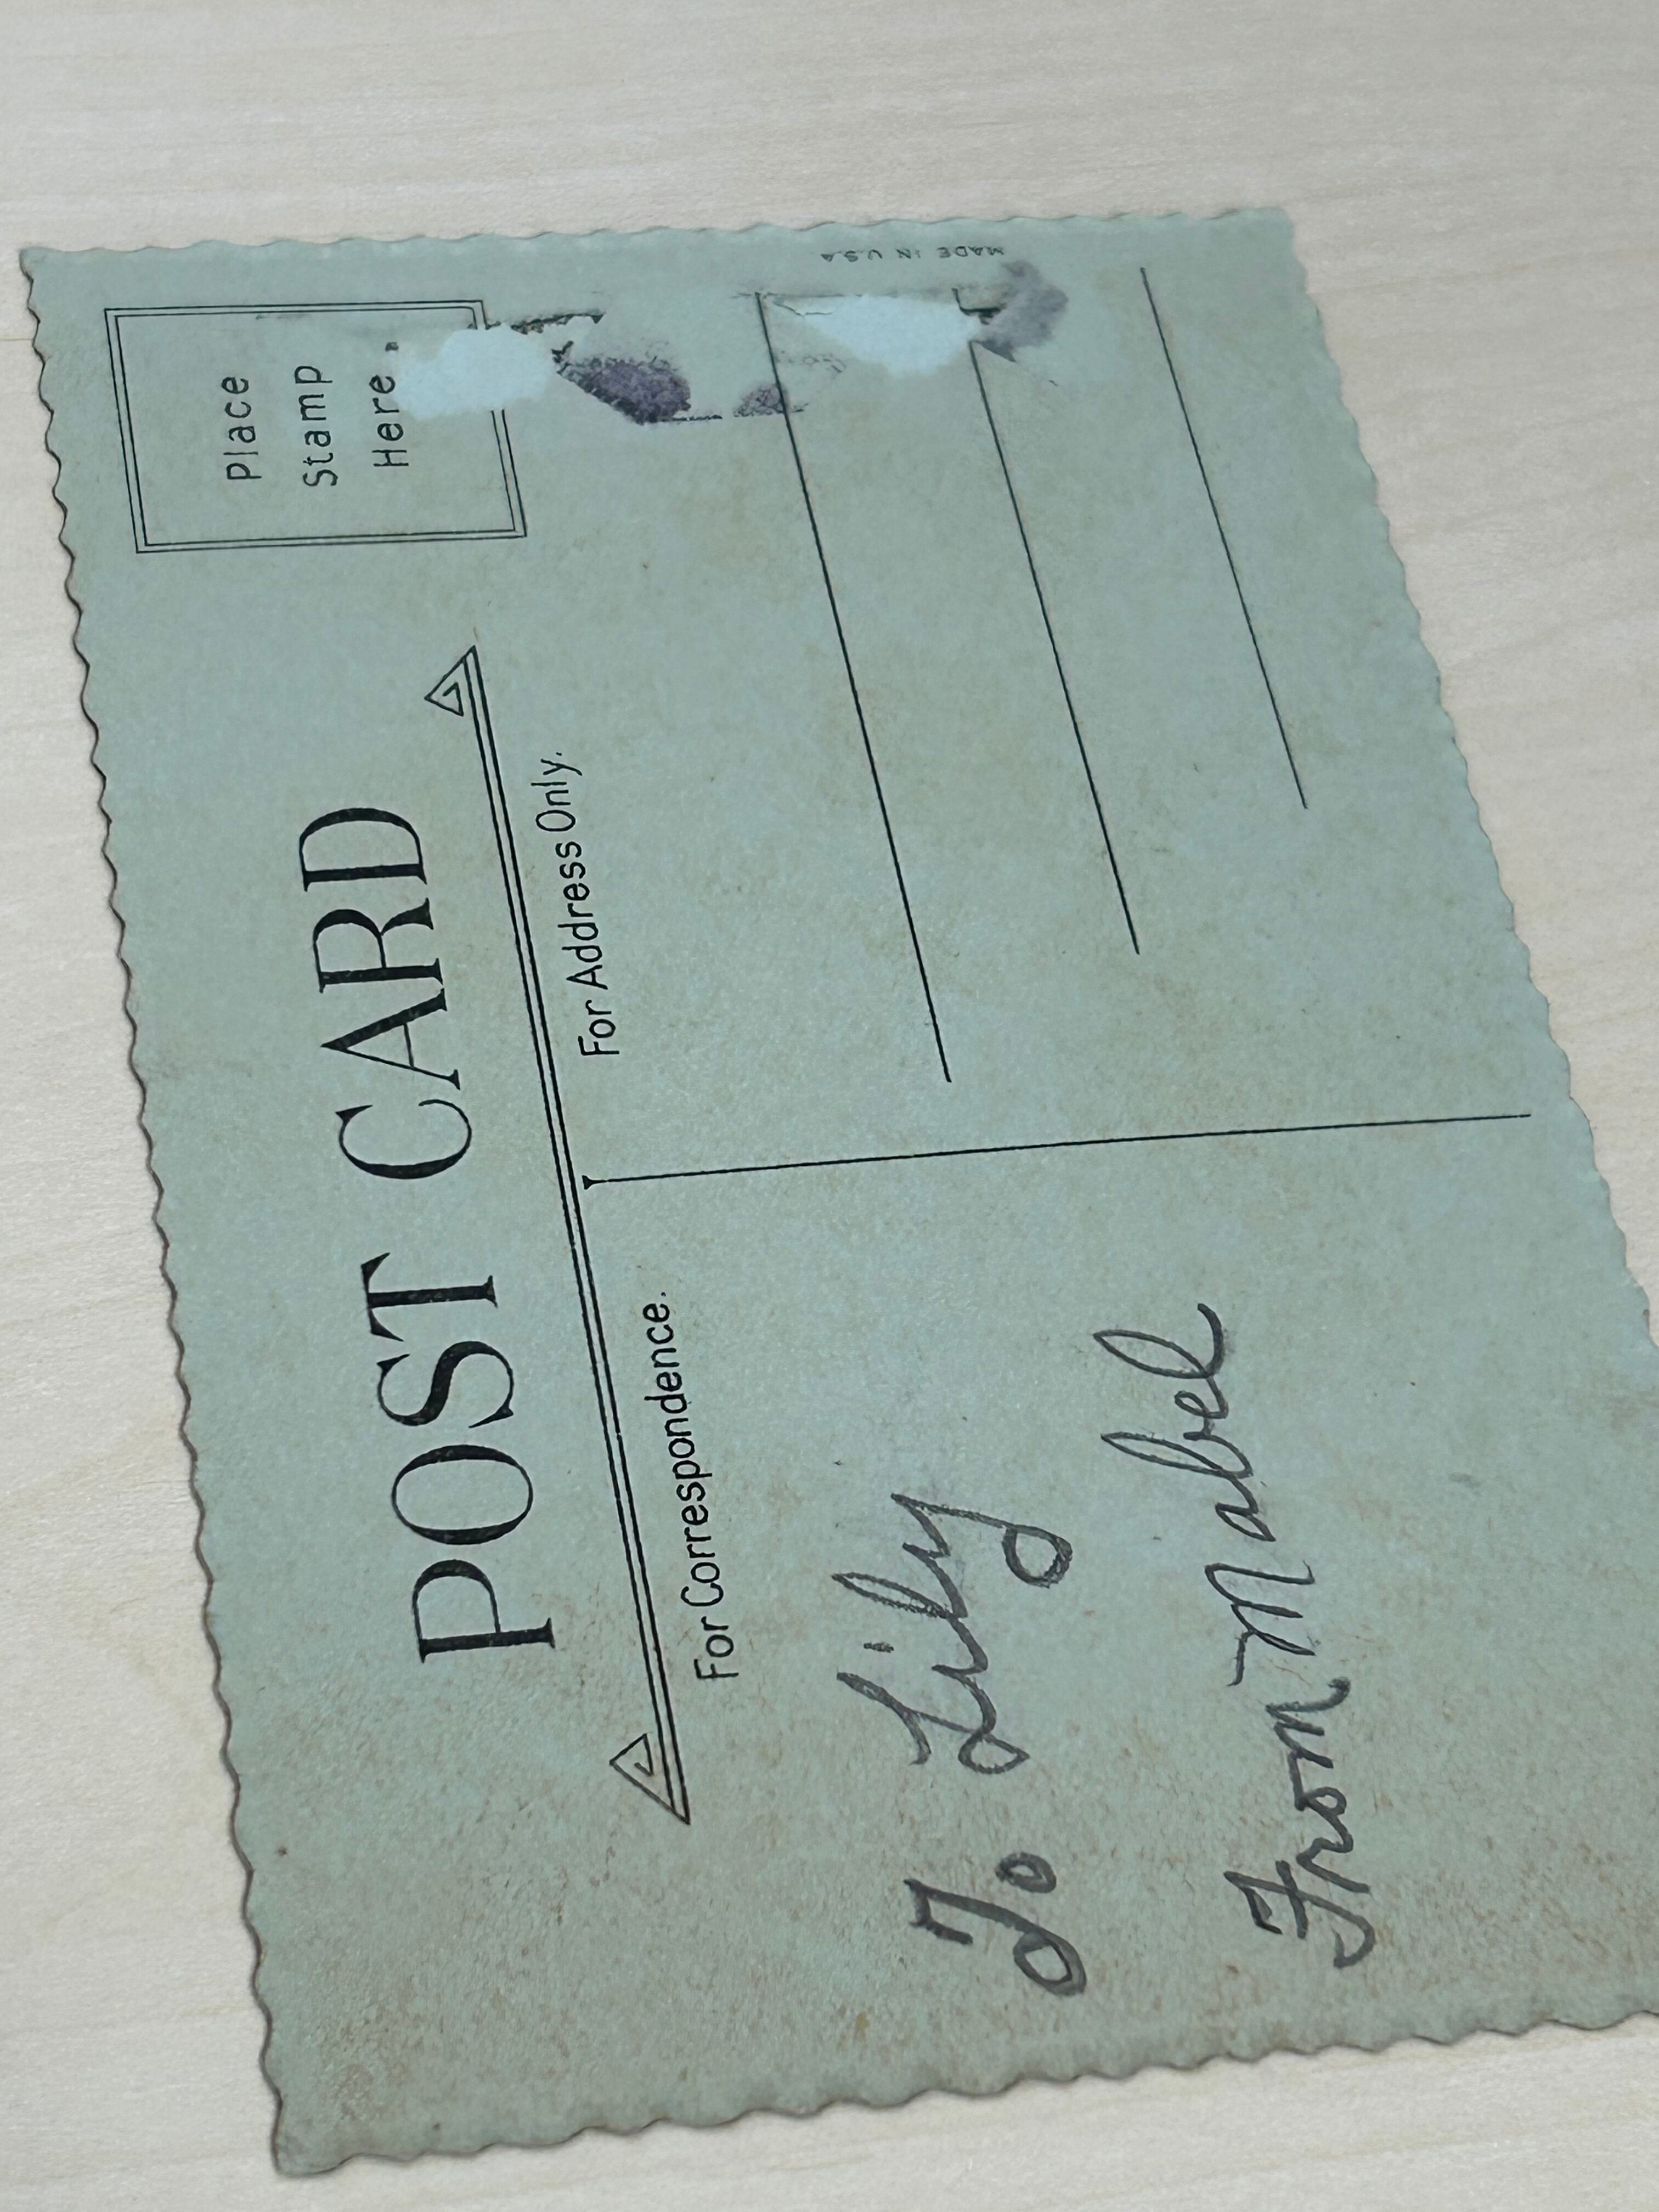 POST CARD
Place
Stamp
Here.
For Correspondence.
For Address Only.
To Lily
From Mabel
MADE IN U.S.A